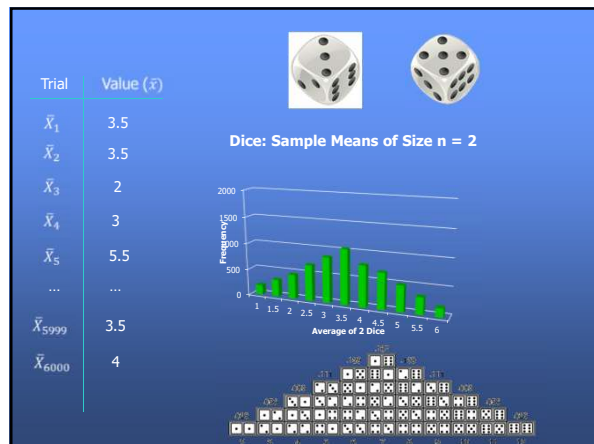 Trial Value (x̄)
X̄₁ 3.5
X̄₂ 3.5
X̄₃ 2
X̄₄ 3
X̄₅ 5.5
... ...
X̄₅₉₉₉ 3.5
X̄₆₀₀₀ 4
Dice: Sample Means of Size n = 2
Frequency
2000
1500
1000
500
0
1 1.5 2 2.5 3 3.5 4 4.5 5 5.5 6
Average of 2 Dice